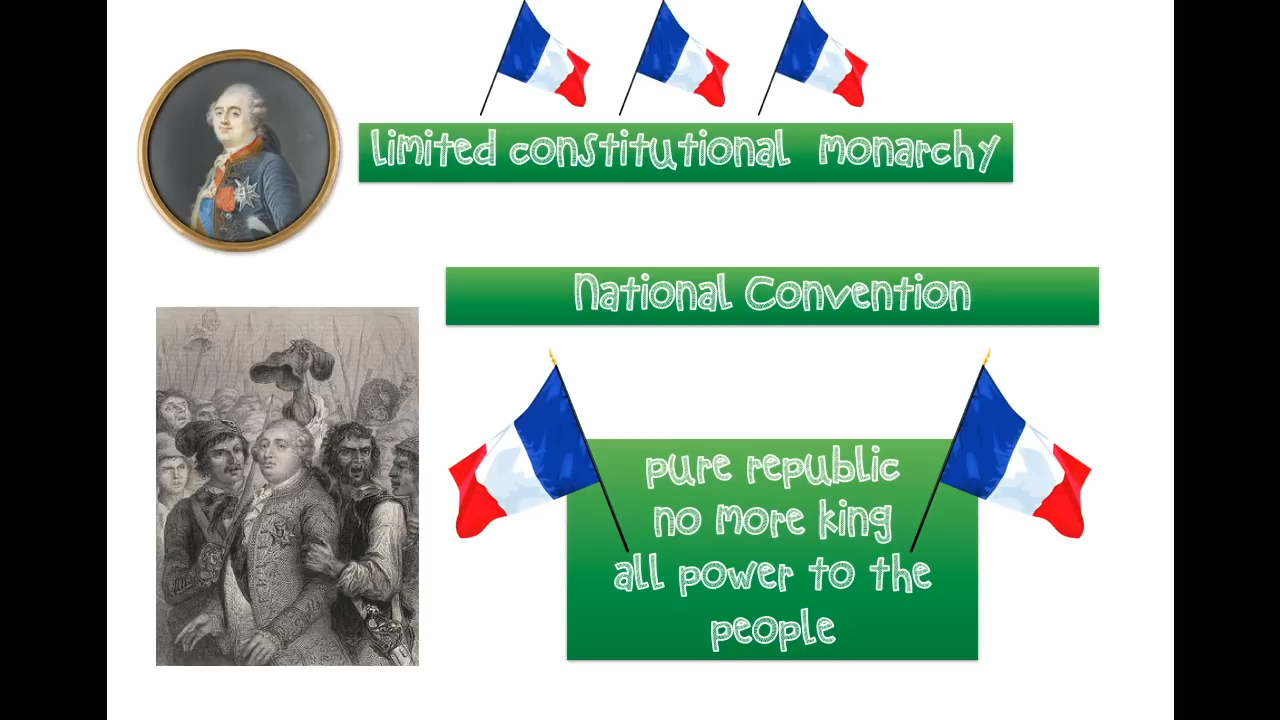 limited constitutional monarchy
National Convention
pure republic
no more king
all power to the
people